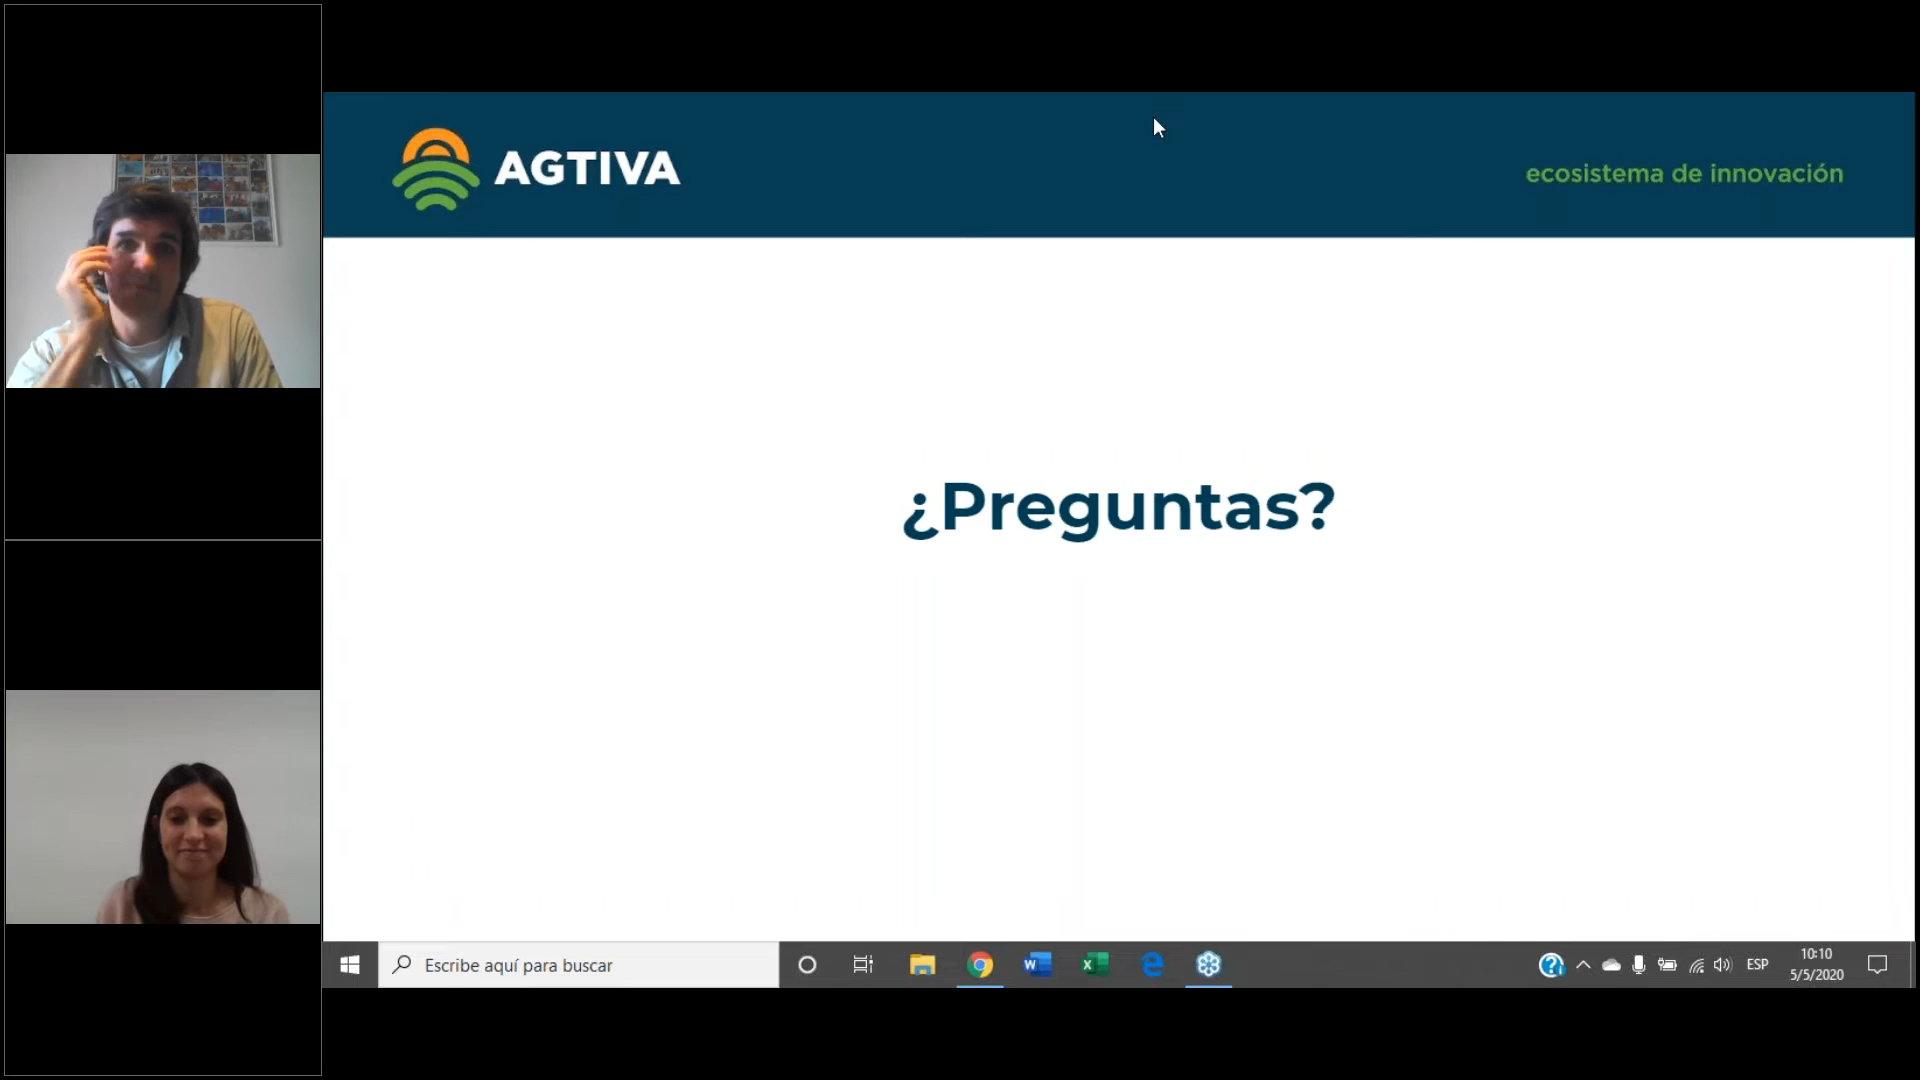 AGTIVA
ecosistema de innovación
¿Preguntas?
Escribe aquí para buscar
ESP
10:10
5/5/2020